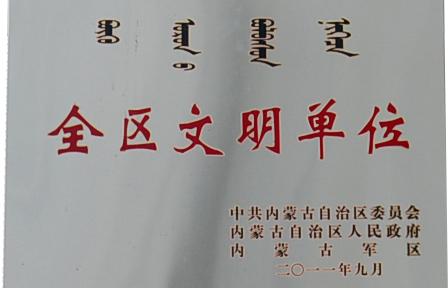 全区文明单位
中共内蒙古自治区委员会
内蒙古自治区人民政府
内蒙古军区
二〇一一年九月